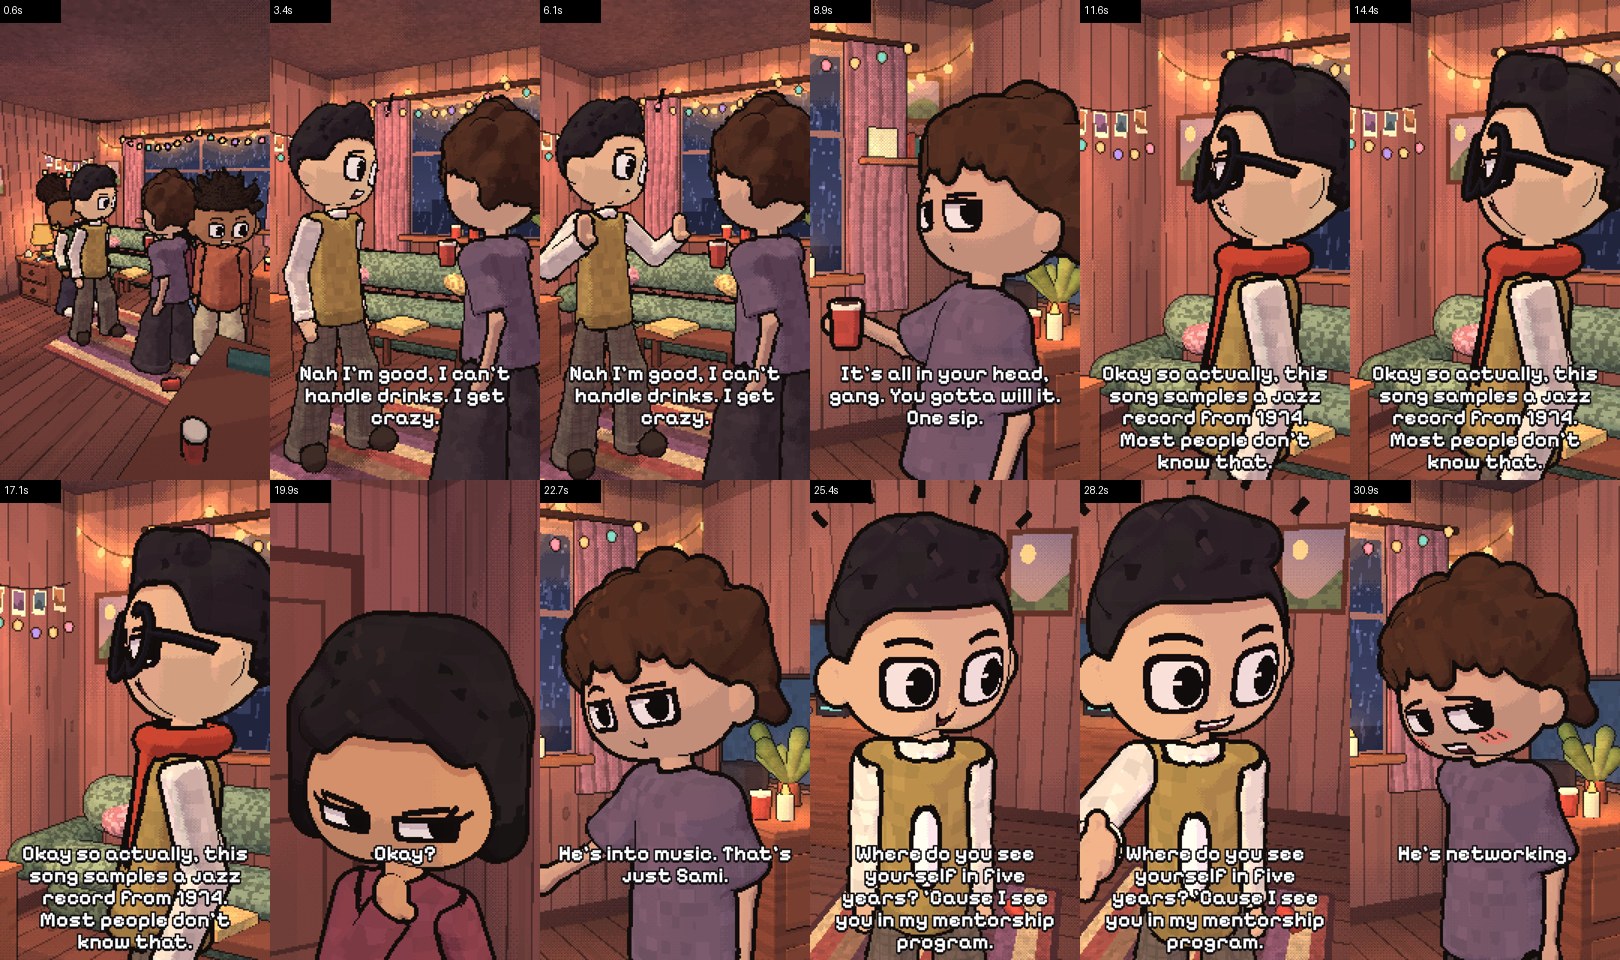 0.6s
3.4s
6.1s
8.9s
11.6s
14.4s
Nah I'm good, I can't
handle drinks. I get
crazy.
Nah I'm good, I can't
handle drinks. I get
crazy.
It's all in your head,
gang. You gotta will it.
One sip.
Okay so actually, this
song samples a Jazz
record from 1974.
Most people don't
know that.
Okay so actually, this
song samples a Jazz
record from 1974.
Most people don't
know that.
17.1s
19.9s
22.7s
25.4s
28.2s
30.9s
Okay so actually, this
song samples a Jazz
record from 1974.
Most people don't
know that.
Okay?
He's into music. That's
just Sami.
Where do you see
yourself in five
years? 'Cause I see
you in my mentorship
program.
Where do you see
yourself in five
years? 'Cause I see
you in my mentorship
program.
He's networking.